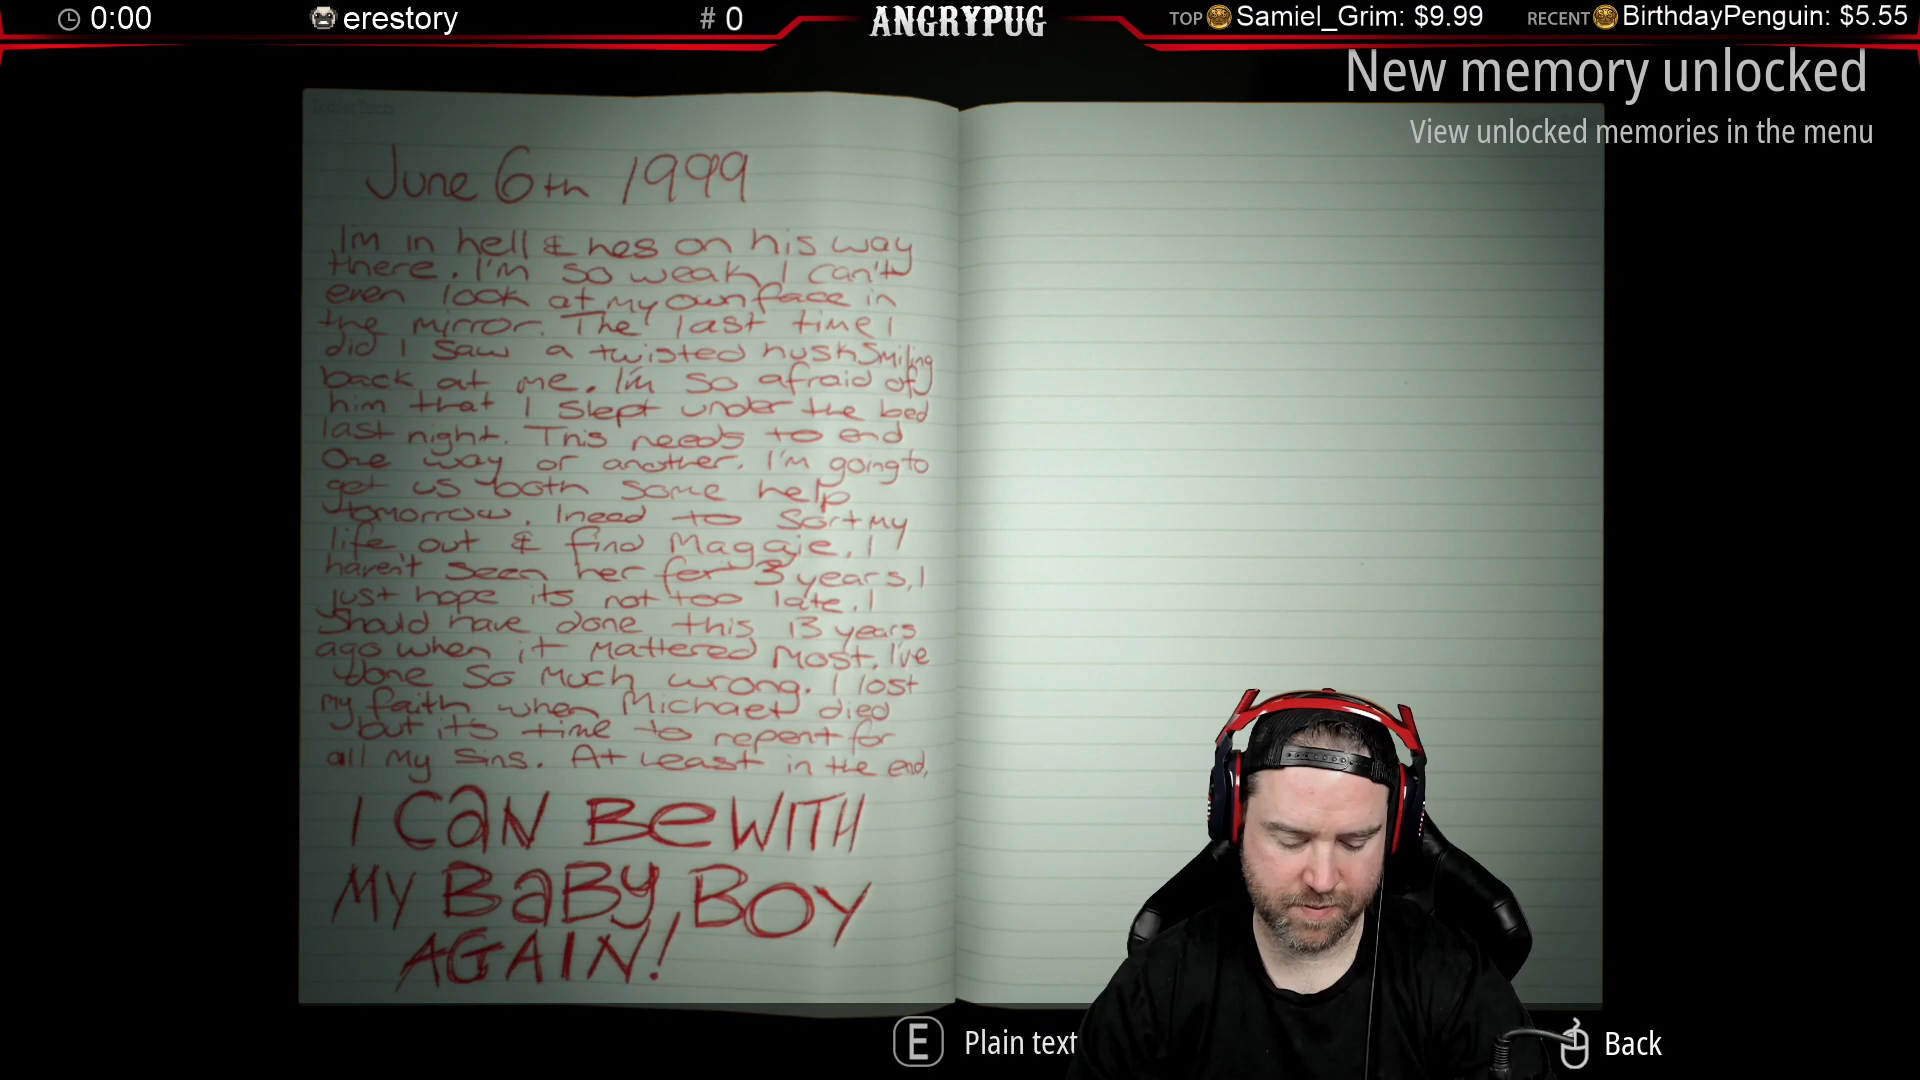 0:00
erestory
# 0
ANGRYPUG
TOP Samiel_Grim: $9.99
RECENT BirthdayPenguin: $5.55
New memory unlocked
View unlocked memories in the menu
June 6th 1999
I'm in hell & hes on his way
there. I'm so weak I can't
even look at my own face in
the mirror. The last time I
did I saw a twisted husk smiling
back at me. I'm so afraid of
him that I slept under the bed
last night. This needs to end
One way or another. I'm going to
get us both some help
tomorrow. I need to sort my
life out & find Maggie. I
haven't seen her for 3 years, I
just hope its not too late. I
Should have done this 13 years
ago when it mattered most. I've
done so much wrong. I lost
my faith when Michael died
but it's time to repent for
all my sins. At least in the end,
I CAN BE WITH
MY BABY BOY
AGAIN!
E Plain text
Back